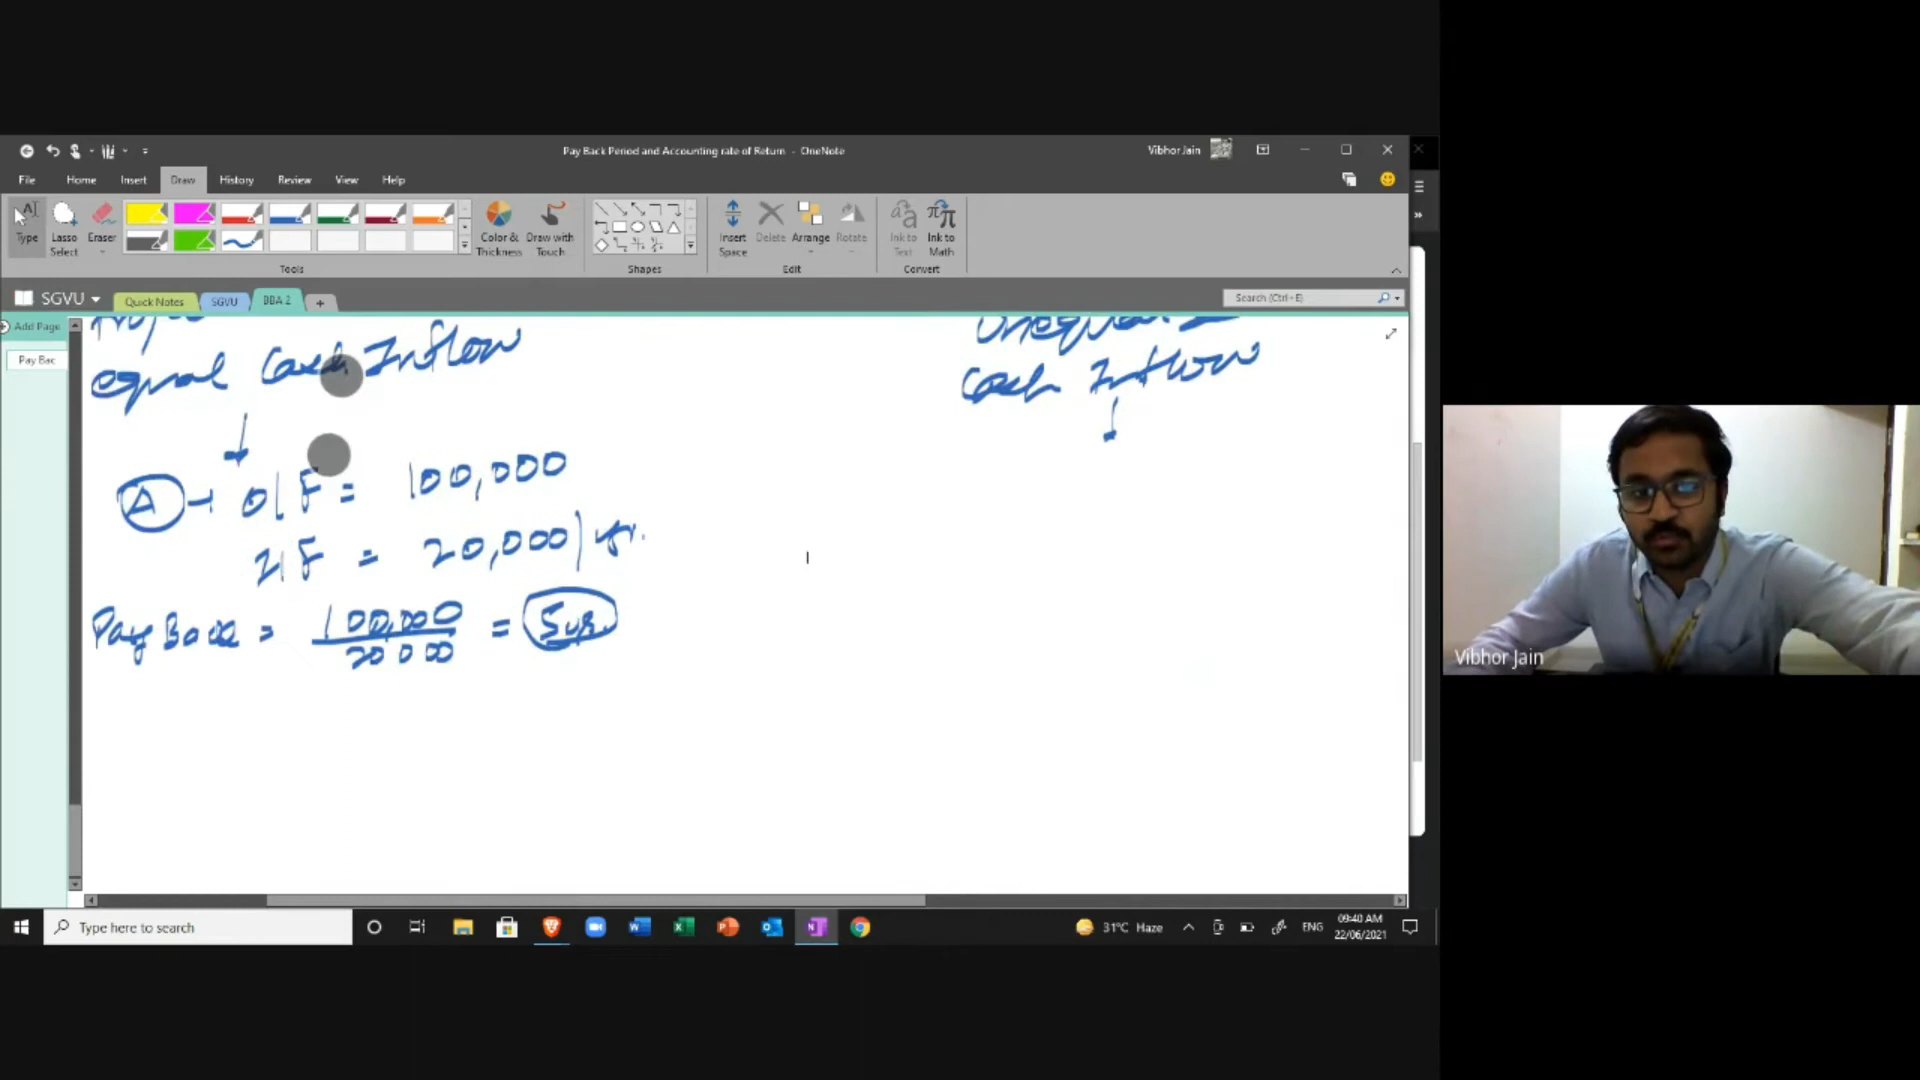 Pay Back Period and Accounting rate of Return - OneNote
Vibhor Jain
File Home Insert Draw History Review View Help
Type
Lasso Select
Eraser
Color & Thickness
Draw with Touch
Insert Space
Delete
Arrange
Rotate
Ink to Text
Ink to Math
Tools
Shapes
Edit
Convert
SGVU
Quick Notes
SGVU
BBA 2
Search (Ctrl+E)
Add Page
Pay Bac
equal Cash Inflow
Unequal
Cash Inflow
A → O/F = 100,000
I/F = 20,000/yr.
Pay Back = 100,000 / 20000 = 5 yr.
Vibhor Jain
Type here to search
31°C Haze
ENG
09:40 AM
22/06/2021